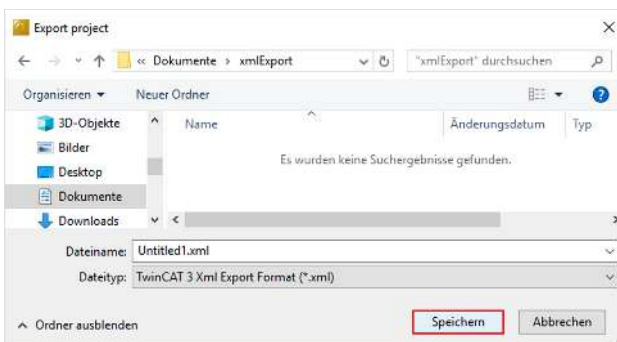 Export project
« Dokumente › xmlExport
"xmlExport" durchsuchen
Organisieren
Neuer Ordner
3D-Objekte
Bilder
Desktop
Dokumente
Downloads
Name
Änderungsdatum
Typ
Es wurden keine Suchergebnisse gefunden.
Dateiname: Untitled1.xml
Dateityp: TwinCAT 3 Xml Export Format (*.xml)
Ordner ausblenden
Speichern
Abbrechen